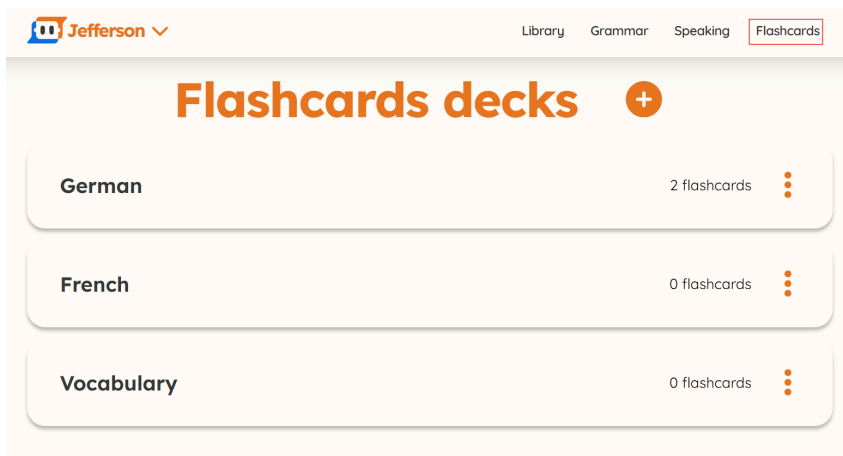 Jefferson
Library Grammar Speaking Flashcards
Flashcards decks
German 2 flashcards
French 0 flashcards
Vocabulary 0 flashcards